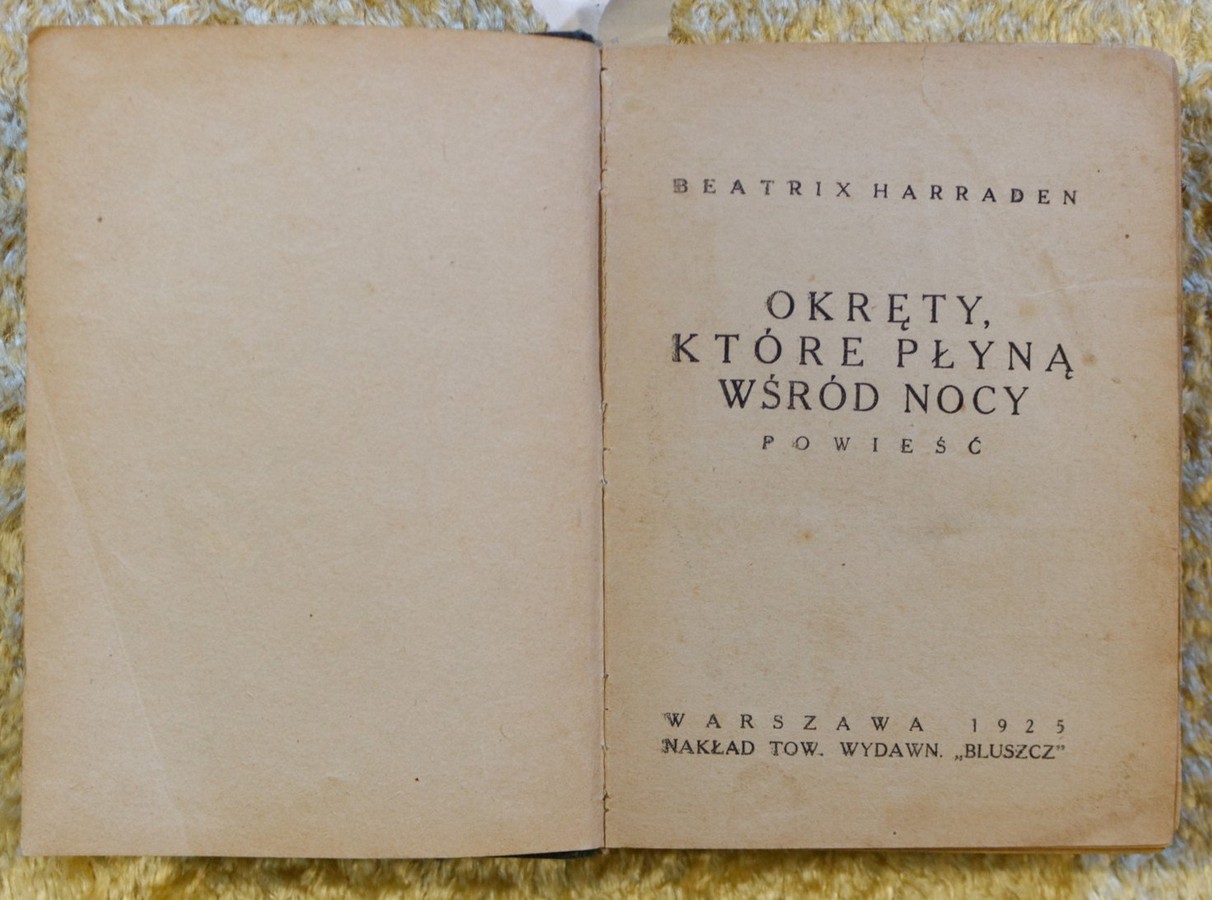 BEATRIX HARRADEN
OKRĘTY,
KTÓRE PŁYNĄ
WŚRÓD NOCY
POWIEŚĆ
WARSZAWA 1925
NAKŁAD TOW. WYDAWN. „BLUSZCZ”